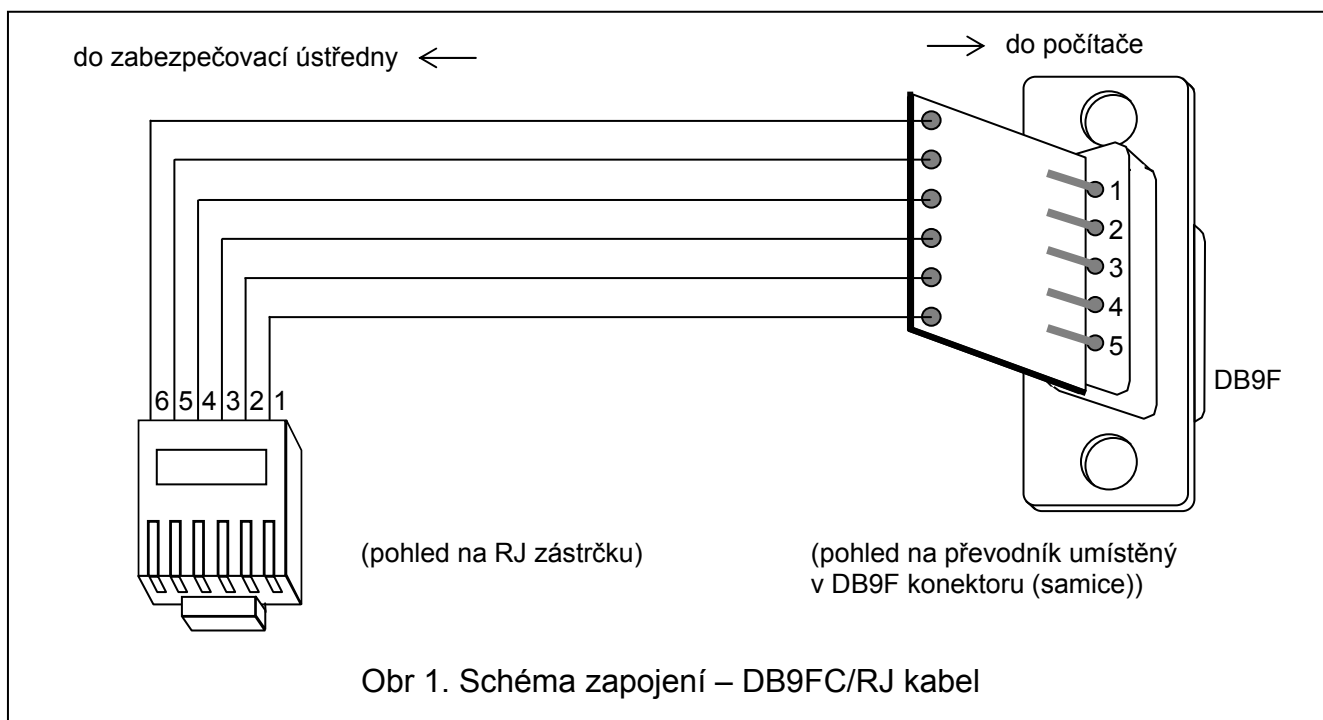 do zabezpečovací ústředny
do počítače
1
2
3
4
5
DB9F
6 5 4 3 2 1
(pohled na RJ zástrčku)
(pohled na převodník umístěný
v DB9F konektoru (samice))
Obr 1. Schéma zapojení – DB9FC/RJ kabel